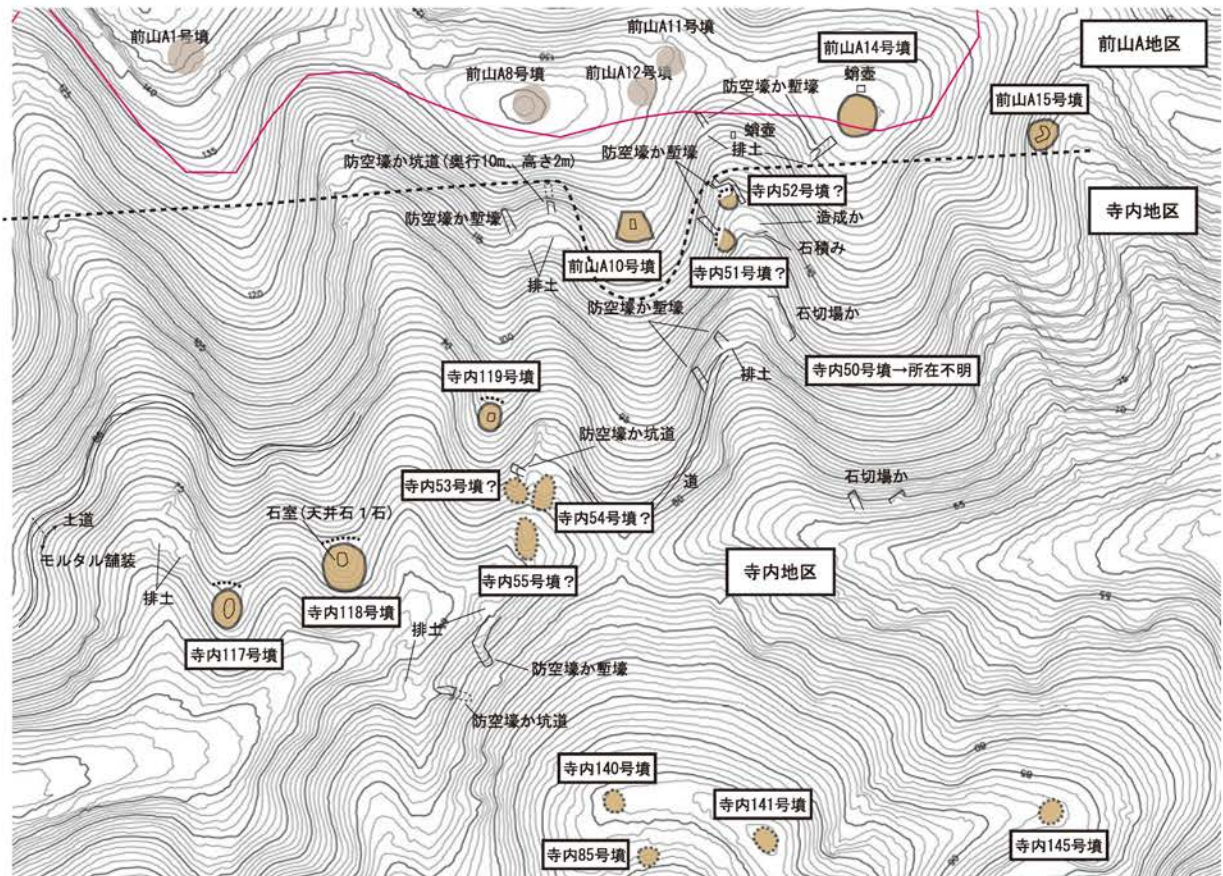 前山A1号墳
前山A11号墳
前山A8号墳
前山A12号墳
前山A14号墳
蛸壺
前山A地区
防空壕か塹壕
前山A15号墳
蛸壺
排土
防空壕か塹壕
防空壕か坑道(奥行10m、高さ2m)
寺内52号墳?
寺内地区
防空壕か塹壕
造成か
石積み
前山A10号墳
寺内51号墳?
排土
防空壕か塹壕
石切場か
排土
寺内50号墳→所在不明
寺内119号墳
防空壕か坑道
道
石切場か
寺内53号墳?
寺内54号墳?
石室(天井石1石)
土道
モルタル舗装
排土
寺内55号墳?
寺内地区
寺内118号墳
排土
寺内117号墳
防空壕か塹壕
防空壕か坑道
寺内140号墳
寺内141号墳
寺内145号墳
寺内85号墳
135
120
100
65